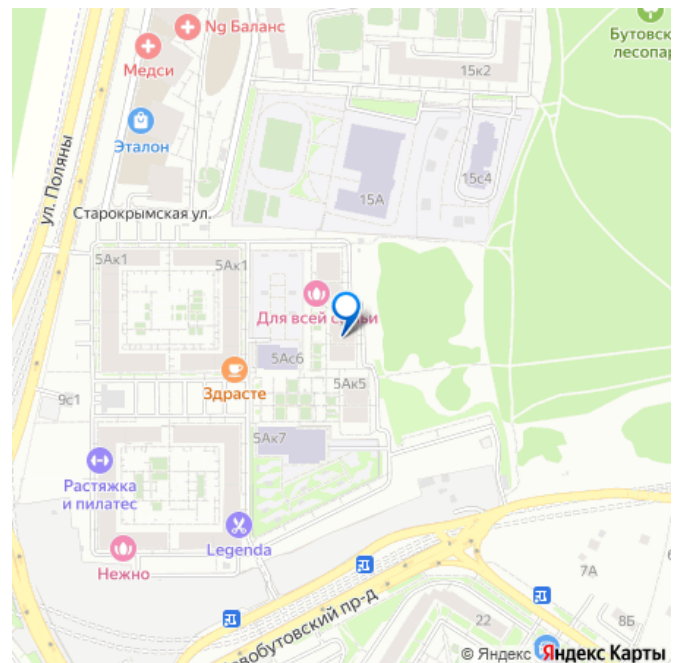 Ng Баланс
Медси
Бутовск
лесопар
15к2
Эталон
ул. Поляны
15А
15с4
Старокрымская ул.
5Ак1
5Ак1
Для всей семьи
5Ас6
Здрасте
5Ак5
9с1
5Ак7
Растяжка
и пилатес
Legenda
Нежно
7А
22
8Б
вобутовский пр-д
© Яндекс Яндекс Карты